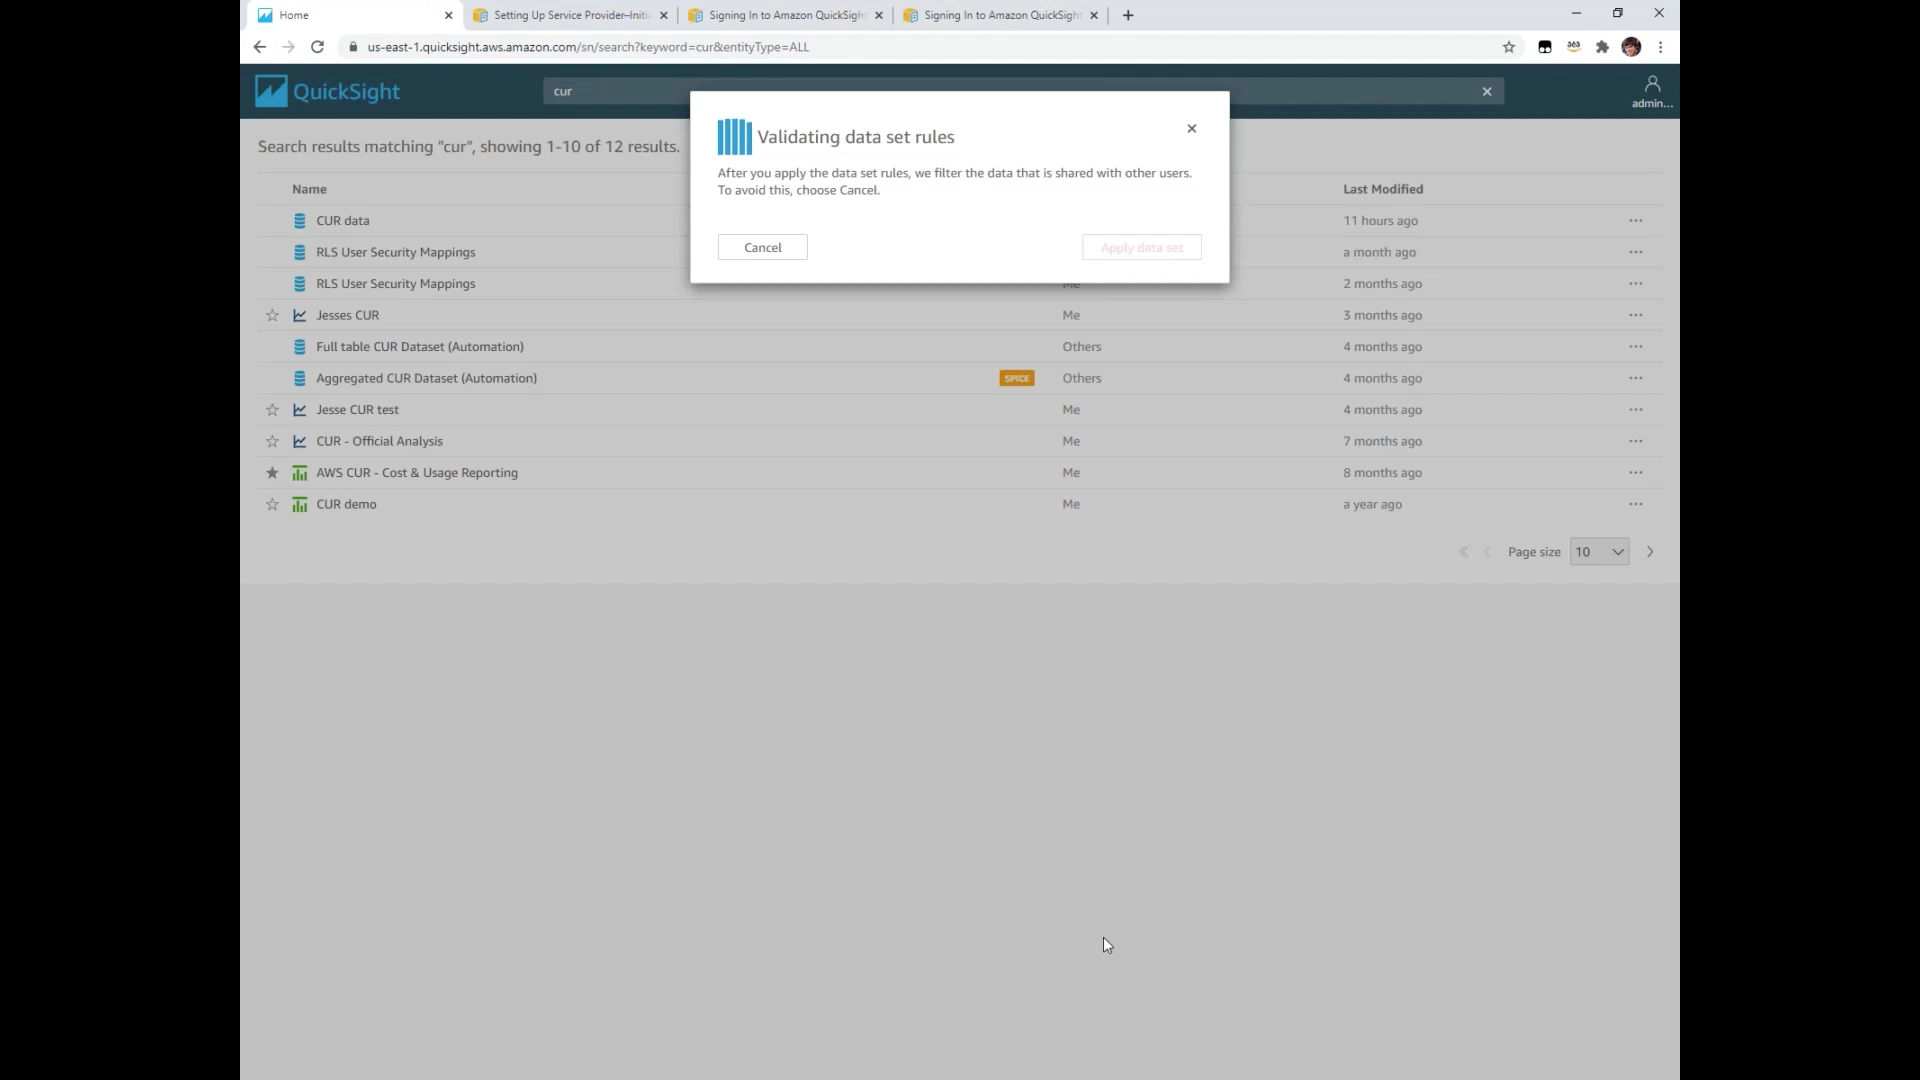 Home
Setting Up Service Provider–Initi
Signing In to Amazon QuickSigh
Signing In to Amazon QuickSigh
us-east-1.quicksight.aws.amazon.com/sn/search?keyword=cur&entityType=ALL
QuickSight
cur
admin...
Validating data set rules
After you apply the data set rules, we filter the data that is shared with other users.
To avoid this, choose Cancel.
Cancel
Apply data set
Search results matching "cur", showing 1-10 of 12 results.
Name
Last Modified
CUR data
11 hours ago
RLS User Security Mappings
a month ago
RLS User Security Mappings
Me
2 months ago
Jesses CUR
Me
3 months ago
Full table CUR Dataset (Automation)
Others
4 months ago
Aggregated CUR Dataset (Automation)
SPICE
Others
4 months ago
Jesse CUR test
Me
4 months ago
CUR - Official Analysis
Me
7 months ago
AWS CUR - Cost & Usage Reporting
Me
8 months ago
CUR demo
Me
a year ago
Page size
10